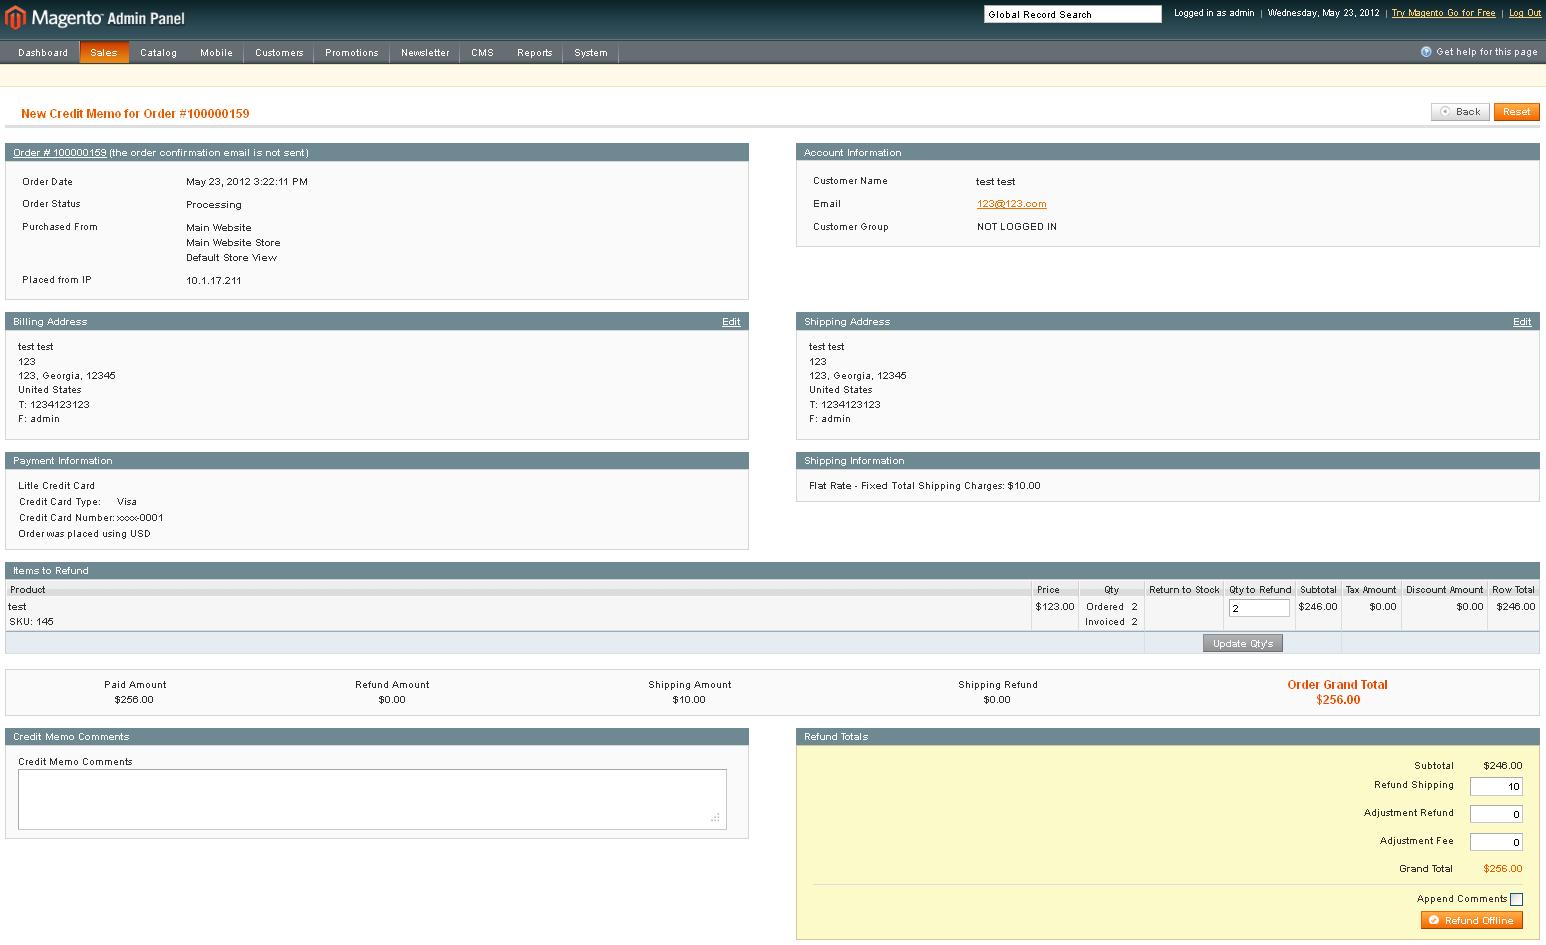 Magento Admin Panel
Global Record Search
Logged in as admin | Wednesday, May 23, 2012 | Try Magento Go for Free | Log Out
Dashboard Sales Catalog Mobile Customers Promotions Newsletter CMS Reports System
Get help for this page
New Credit Memo for Order #100000159
Back Reset
Order # 100000159 (the order confirmation email is not sent)
Order Date May 23, 2012 3:22:11 PM
Order Status Processing
Purchased From Main Website
Main Website Store
Default Store View
Placed from IP 10.1.17.211
Account Information
Customer Name test test
Email 123@123.com
Customer Group NOT LOGGED IN
Billing Address Edit
test test
123
123, Georgia, 12345
United States
T: 1234123123
F: admin
Shipping Address Edit
test test
123
123, Georgia, 12345
United States
T: 1234123123
F: admin
Payment Information
Litle Credit Card
Credit Card Type: Visa
Credit Card Number: xxxx-0001
Order was placed using USD
Shipping Information
Flat Rate - Fixed Total Shipping Charges: $10.00
Items to Refund
Product Price Qty Return to Stock Qty to Refund Subtotal Tax Amount Discount Amount Row Total
test $123.00 Ordered 2 2 $246.00 $0.00 $0.00 $246.00
SKU: 145 Invoiced 2
Update Qty's
Paid Amount Refund Amount Shipping Amount Shipping Refund Order Grand Total
$256.00 $0.00 $10.00 $0.00 $256.00
Credit Memo Comments
Credit Memo Comments
Refund Totals
Subtotal $246.00
Refund Shipping 10
Adjustment Refund 0
Adjustment Fee 0
Grand Total $256.00
Append Comments
Refund Offline